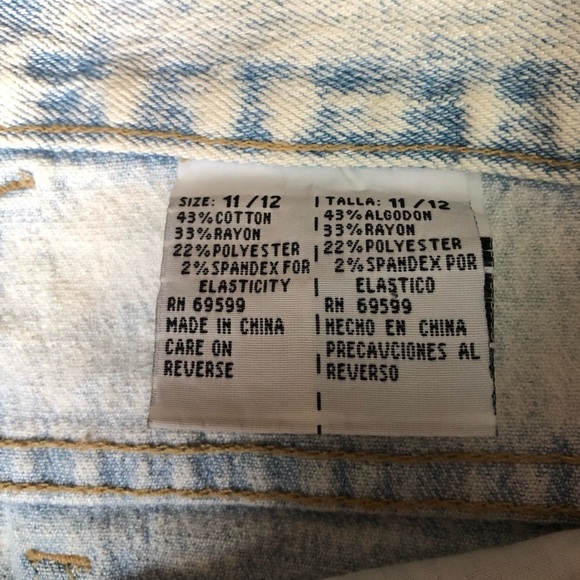 SIZE: 11/12
43%COTTON
33%RAYON
22%POLYESTER
2%SPANDEX FOR
ELASTICITY
RN 69599
MADE IN CHINA
CARE ON
REVERSE
TALLA: 11/12
43%ALGODON
33%RAYON
22%POLYESTER
2%SPANDEX POR
ELASTICO
RN 69599
HECHO EN CHINA
PRECAUCIONES AL
REVERSO